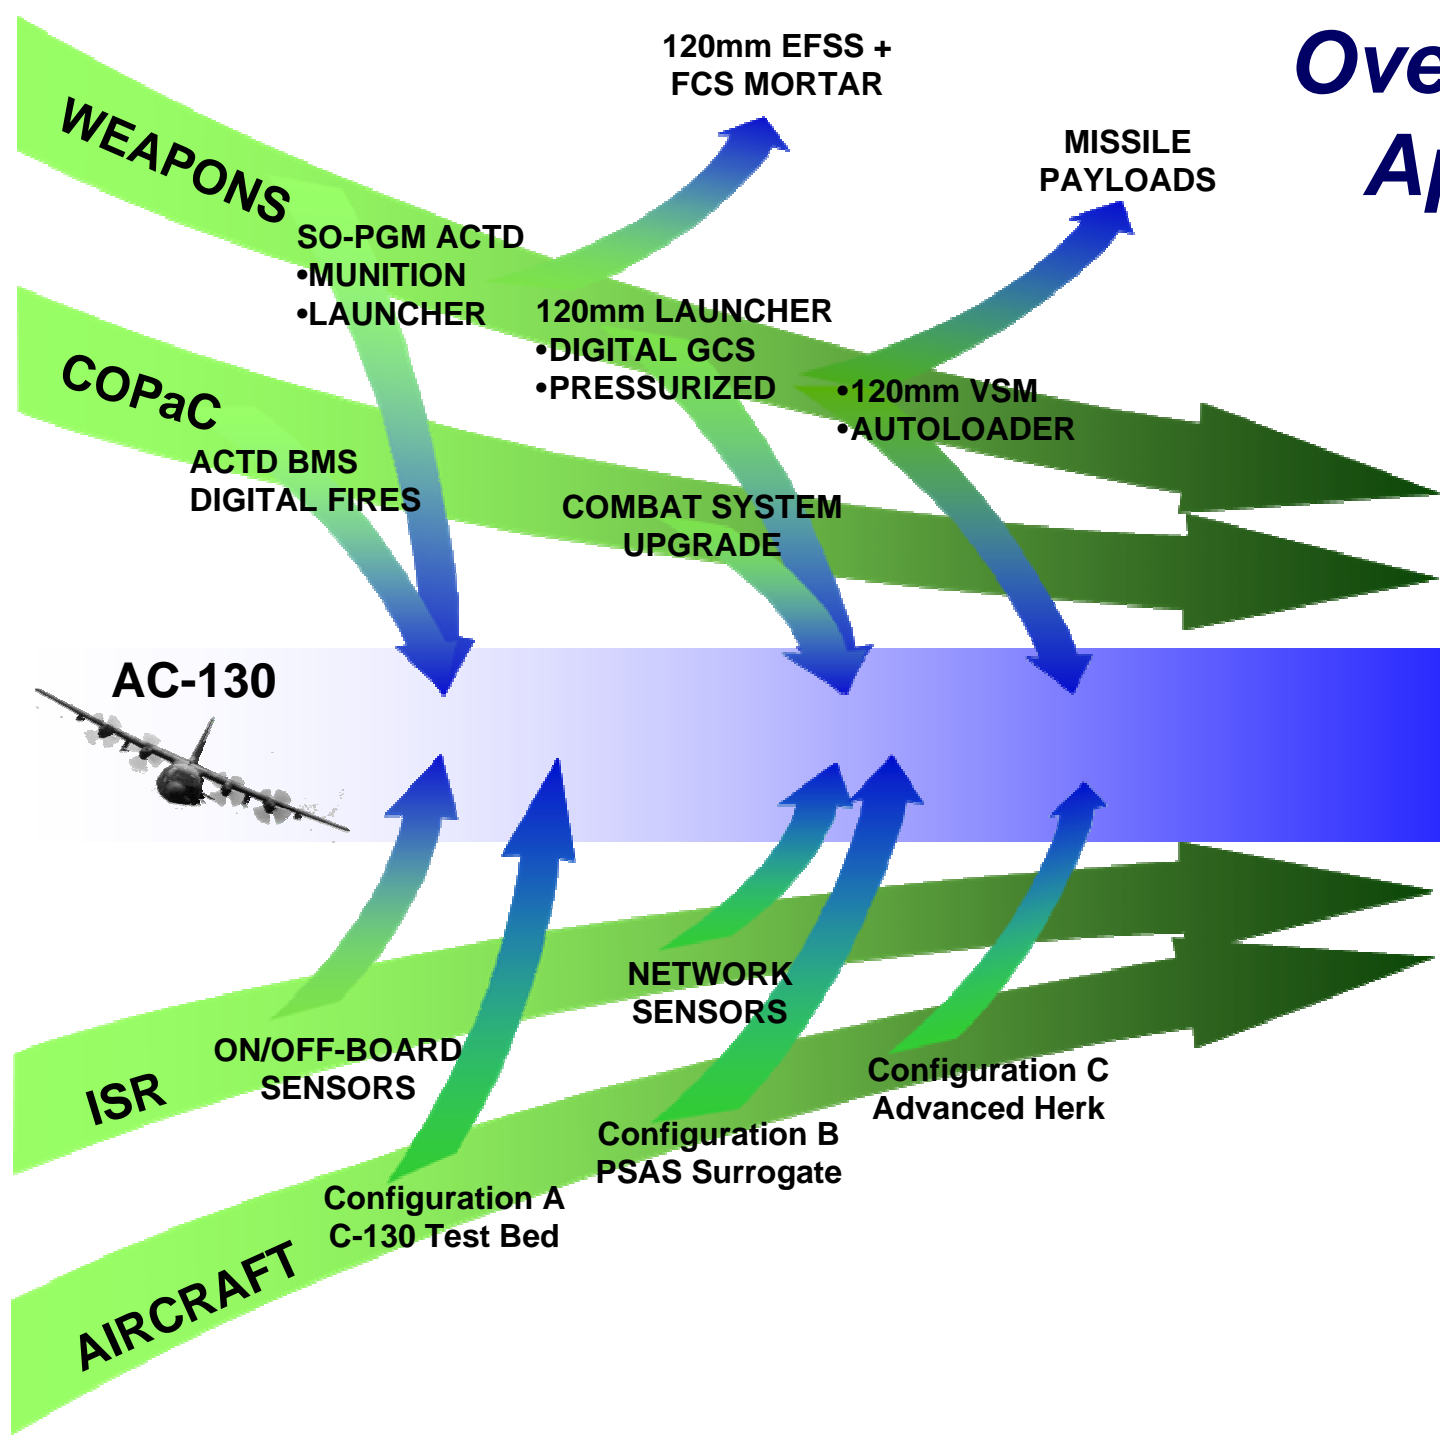 120mm EFSS +
FCS MORTAR
Ove
Ap
MISSILE
PAYLOADS
WEAPONS
SO-PGM ACTD
•MUNITION
•LAUNCHER
120mm LAUNCHER
•DIGITAL GCS
•PRESSURIZED
•120mm VSM
•AUTOLOADER
COPaC
ACTD BMS
DIGITAL FIRES
COMBAT SYSTEM
UPGRADE
AC-130
NETWORK
SENSORS
ON/OFF-BOARD
SENSORS
ISR
Configuration C
Advanced Herk
Configuration B
PSAS Surrogate
Configuration A
C-130 Test Bed
AIRCRAFT